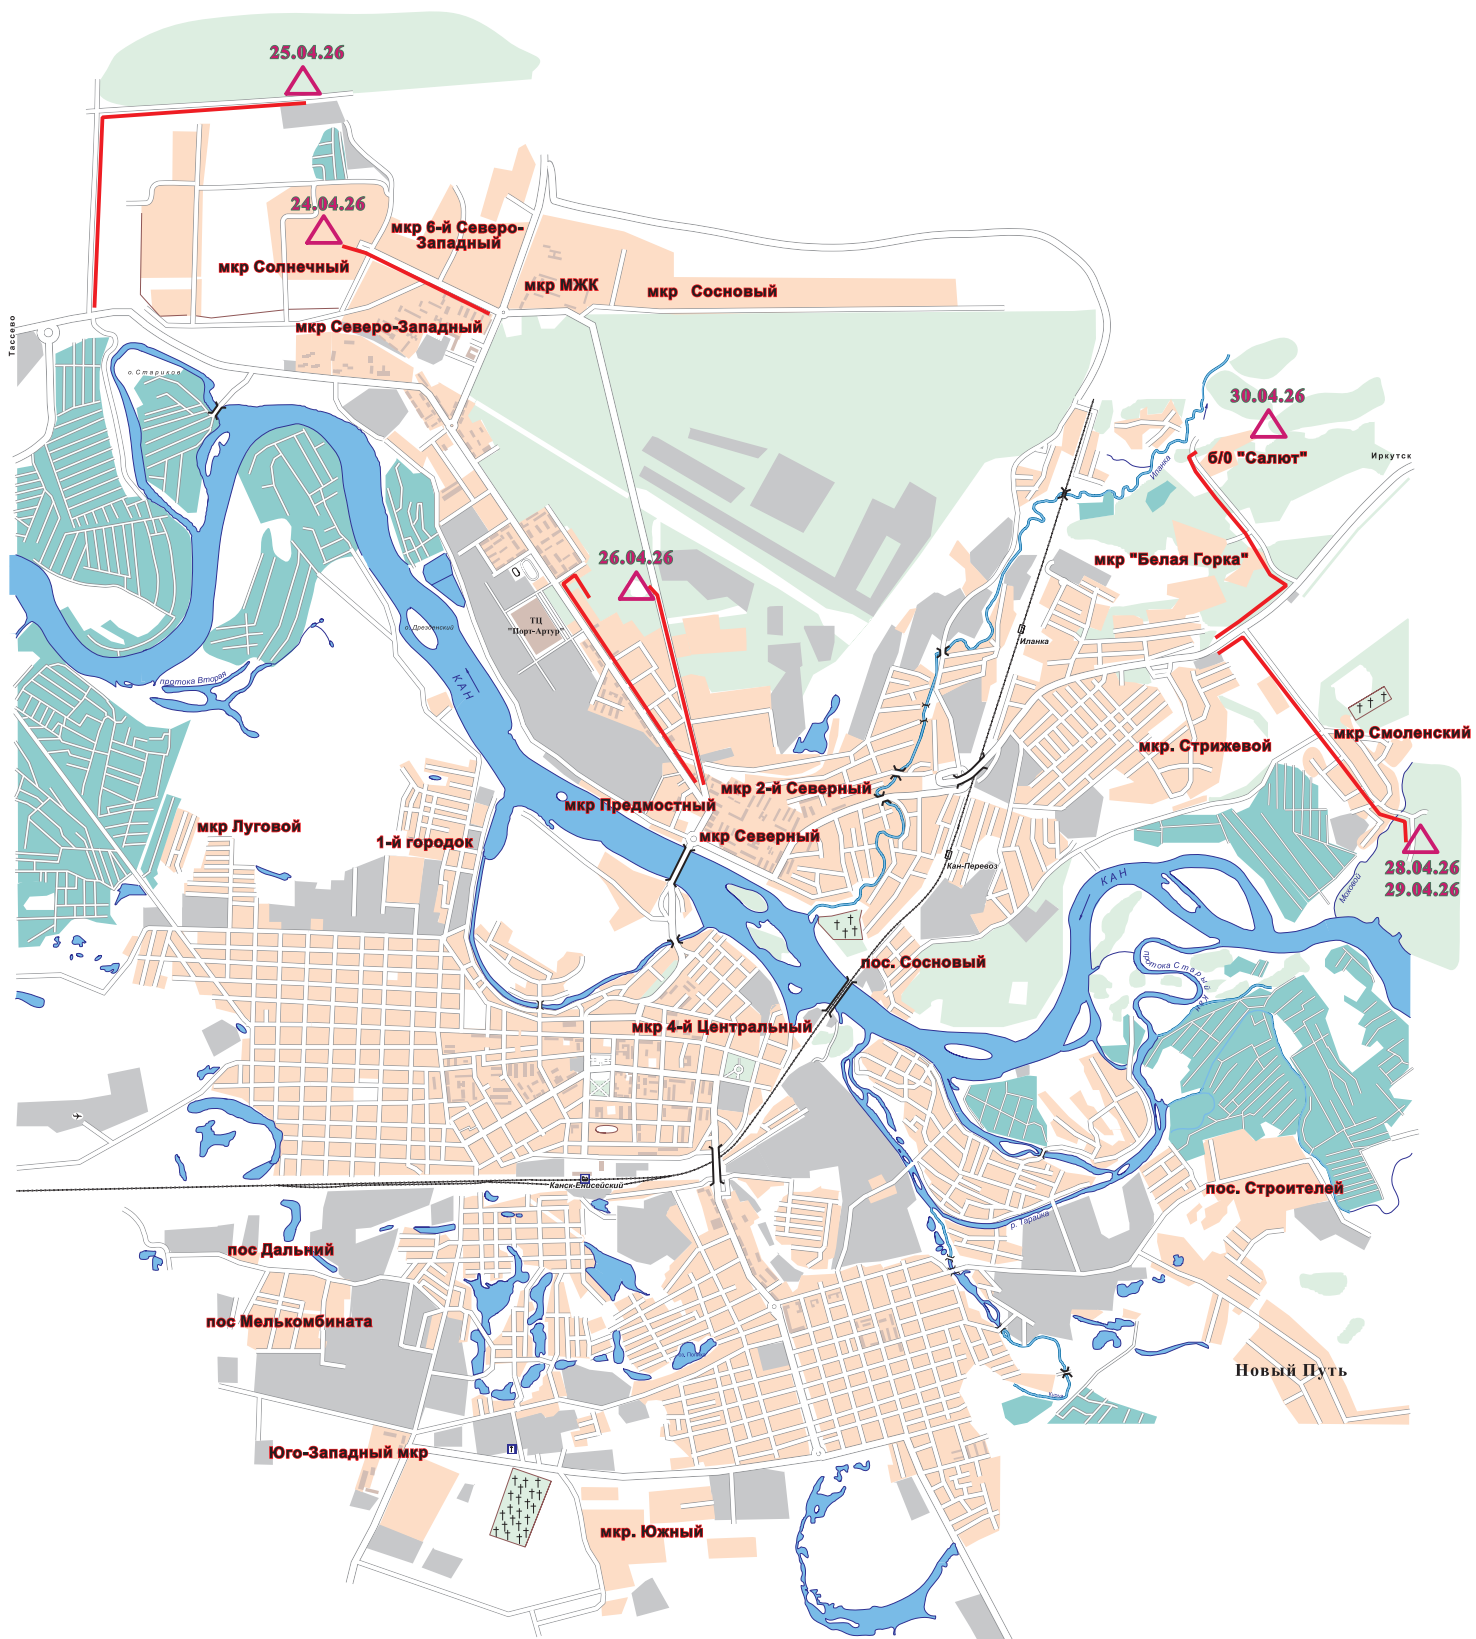 25.04.26
24.04.26
мкр 6-й Северо-
Западный
мкр Солнечный
мкр МЖК
мкр Сосновый
мкр Северо-Западный
Тассево
о. Стариков
30.04.26
б/0 "Салют"
Иркутск
Иланка
26.04.26
мкр "Белая Горка"
ТЦ
"Порт-Артур"
Иланка
КАН
протока Вторая
мкр Смоленский
мкр. Стрижевой
мкр 2-й Северный
мкр Предмостный
мкр Северный
мкр Луговой
1-й городок
Кан-Перевоз
28.04.26
29.04.26
КАН
Моховой
пос. Сосновый
протока Старый Кан
мкр 4-й Центральный
Канск-Енисейский
пос. Строителей
р. Тарайка
пос Дальний
пос Мелькомбината
Новый Путь
Юго-Западный мкр
мкр. Южный